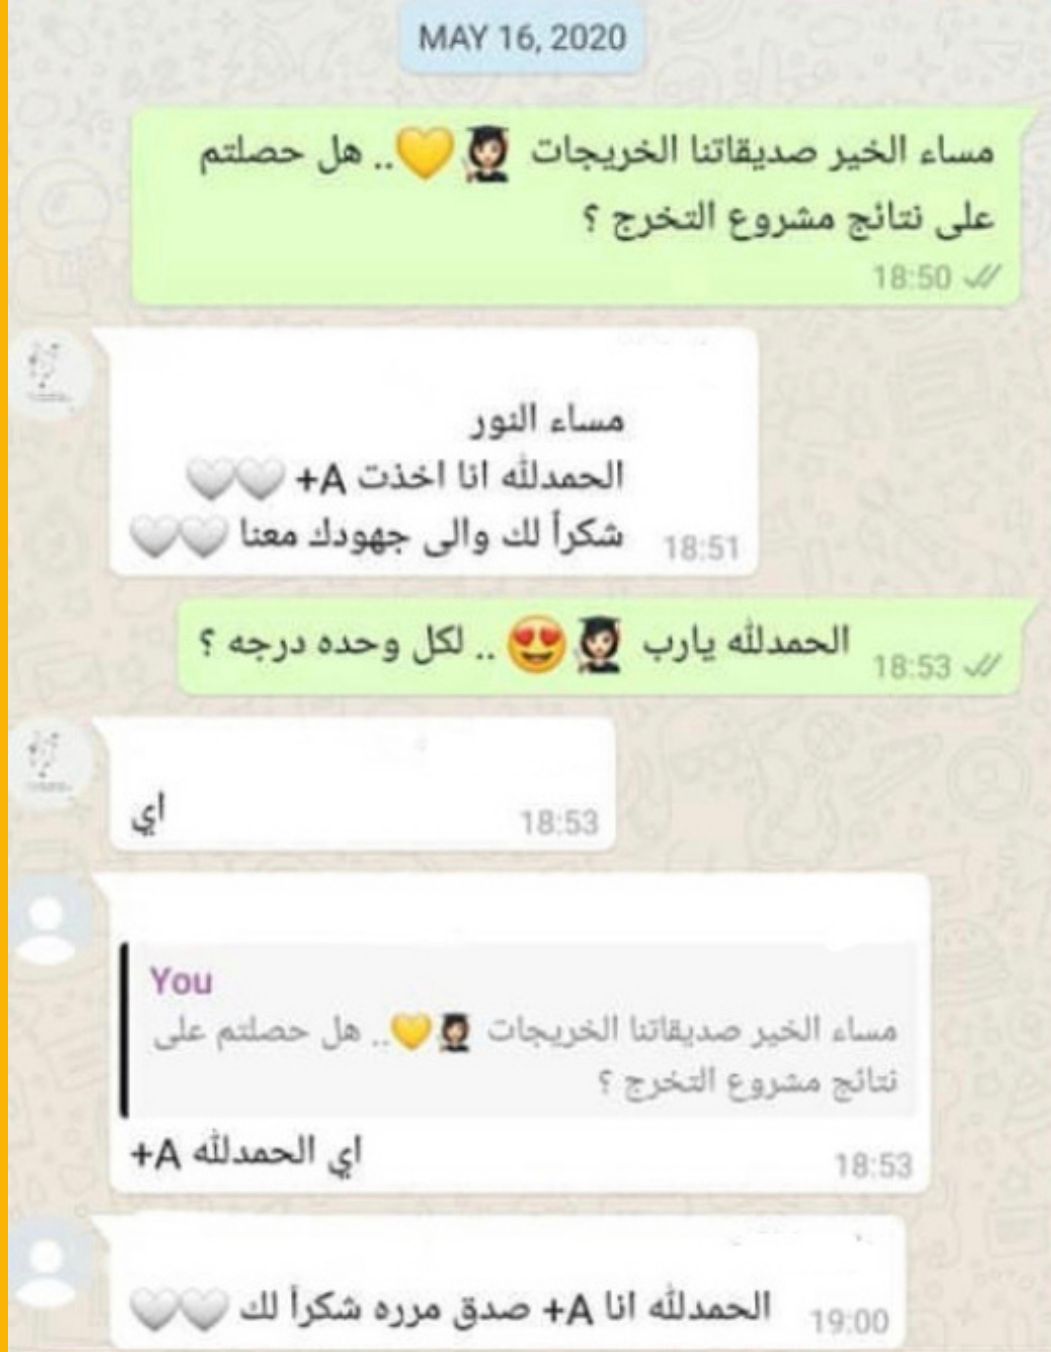 MAY 16, 2020
مساء الخير صديقاتنا الخريجات 👩🏻‍🎓💛.. هل حصلتم
على نتائج مشروع التخرج ؟
18:50
مساء النور
الحمدلله انا اخذت A+ 🤍🤍
شكراً لك والى جهودك معنا 🤍🤍
18:51
الحمدلله يارب 👩🏻‍🎓😍.. لكل وحده درجه ؟
18:53
اي
18:53
You
مساء الخير صديقاتنا الخريجات 👩🏻‍🎓💛.. هل حصلتم على
نتائج مشروع التخرج ؟
اي الحمدلله A+
18:53
الحمدلله انا A+ صدق مرره شكراً لك 🤍🤍
19:00